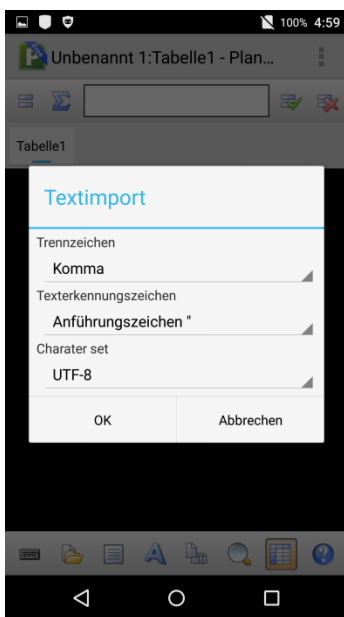 100% 4:59
Unbenannt 1:Tabelle1 - Plan...
Tabelle1
Textimport
Trennzeichen
Komma
Texterkennungszeichen
Anführungszeichen "
Charater set
UTF-8
OK Abbrechen